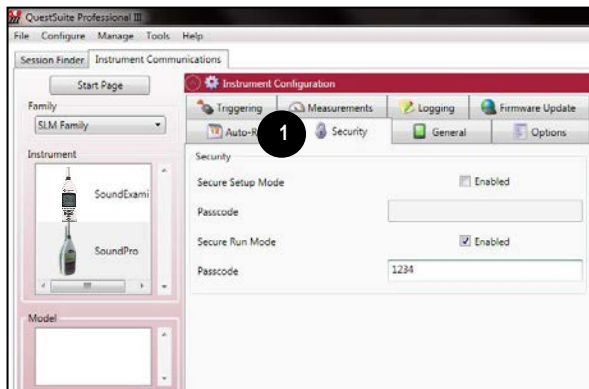 QuestSuite Professional III
File Configure Manage Tools Help
Session Finder Instrument Communications
Start Page
Instrument Configuration
Family
Triggering Measurements Logging Firmware Update
SLM Family
1
Security General Options
Instrument
Security
SoundExami
Secure Setup Mode Enabled
Passcode
SoundPro
Secure Run Mode Enabled
Passcode 1234
Model